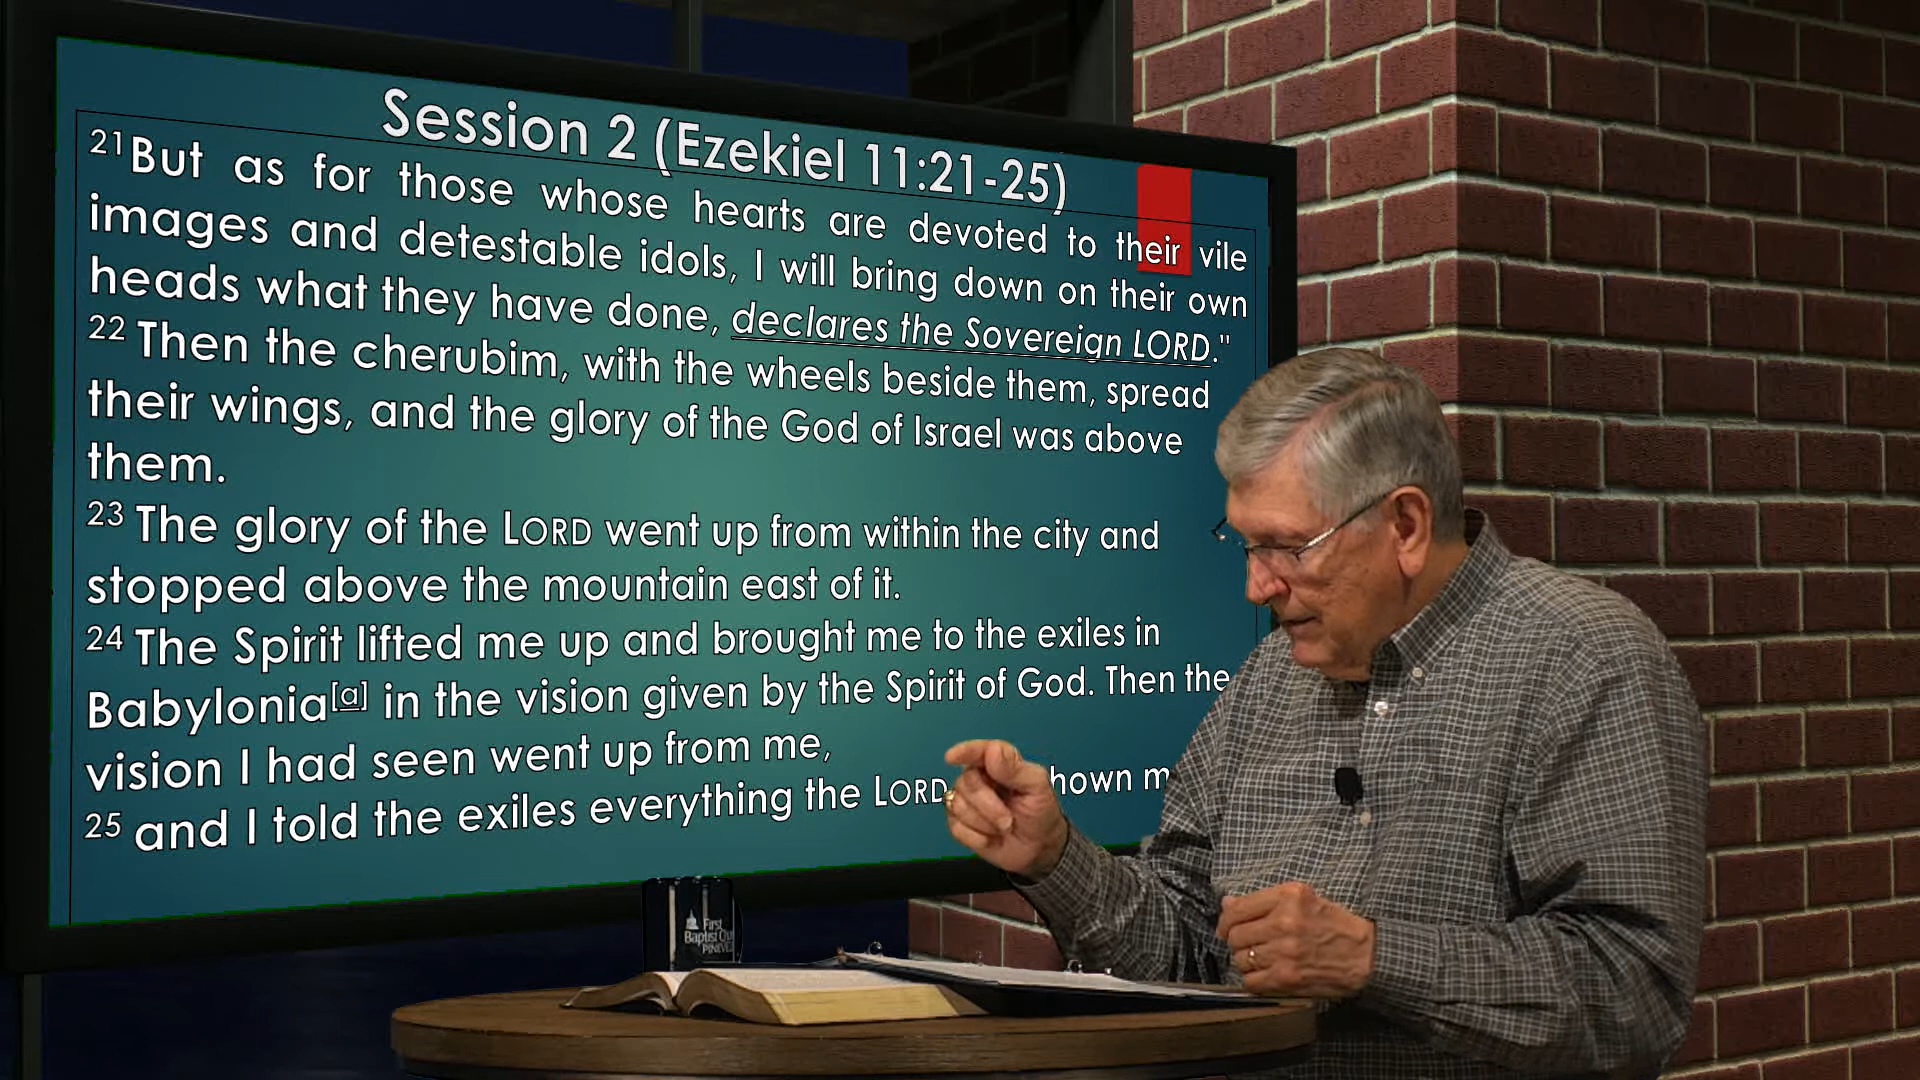 Session 2 (Ezekiel 11:21-25)
21 But as for those whose hearts are devoted to their vile
images and detestable idols, I will bring down on their own
heads what they have done, declares the Sovereign LORD."
22 Then the cherubim, with the wheels beside them, spread
their wings, and the glory of the God of Israel was above
them.
23 The glory of the LORD went up from within the city and
stopped above the mountain east of it.
24 The Spirit lifted me up and brought me to the exiles in
Babylonia[a] in the vision given by the Spirit of God. Then the
vision I had seen went up from me,
25 and I told the exiles everything the LORD
First
Baptist